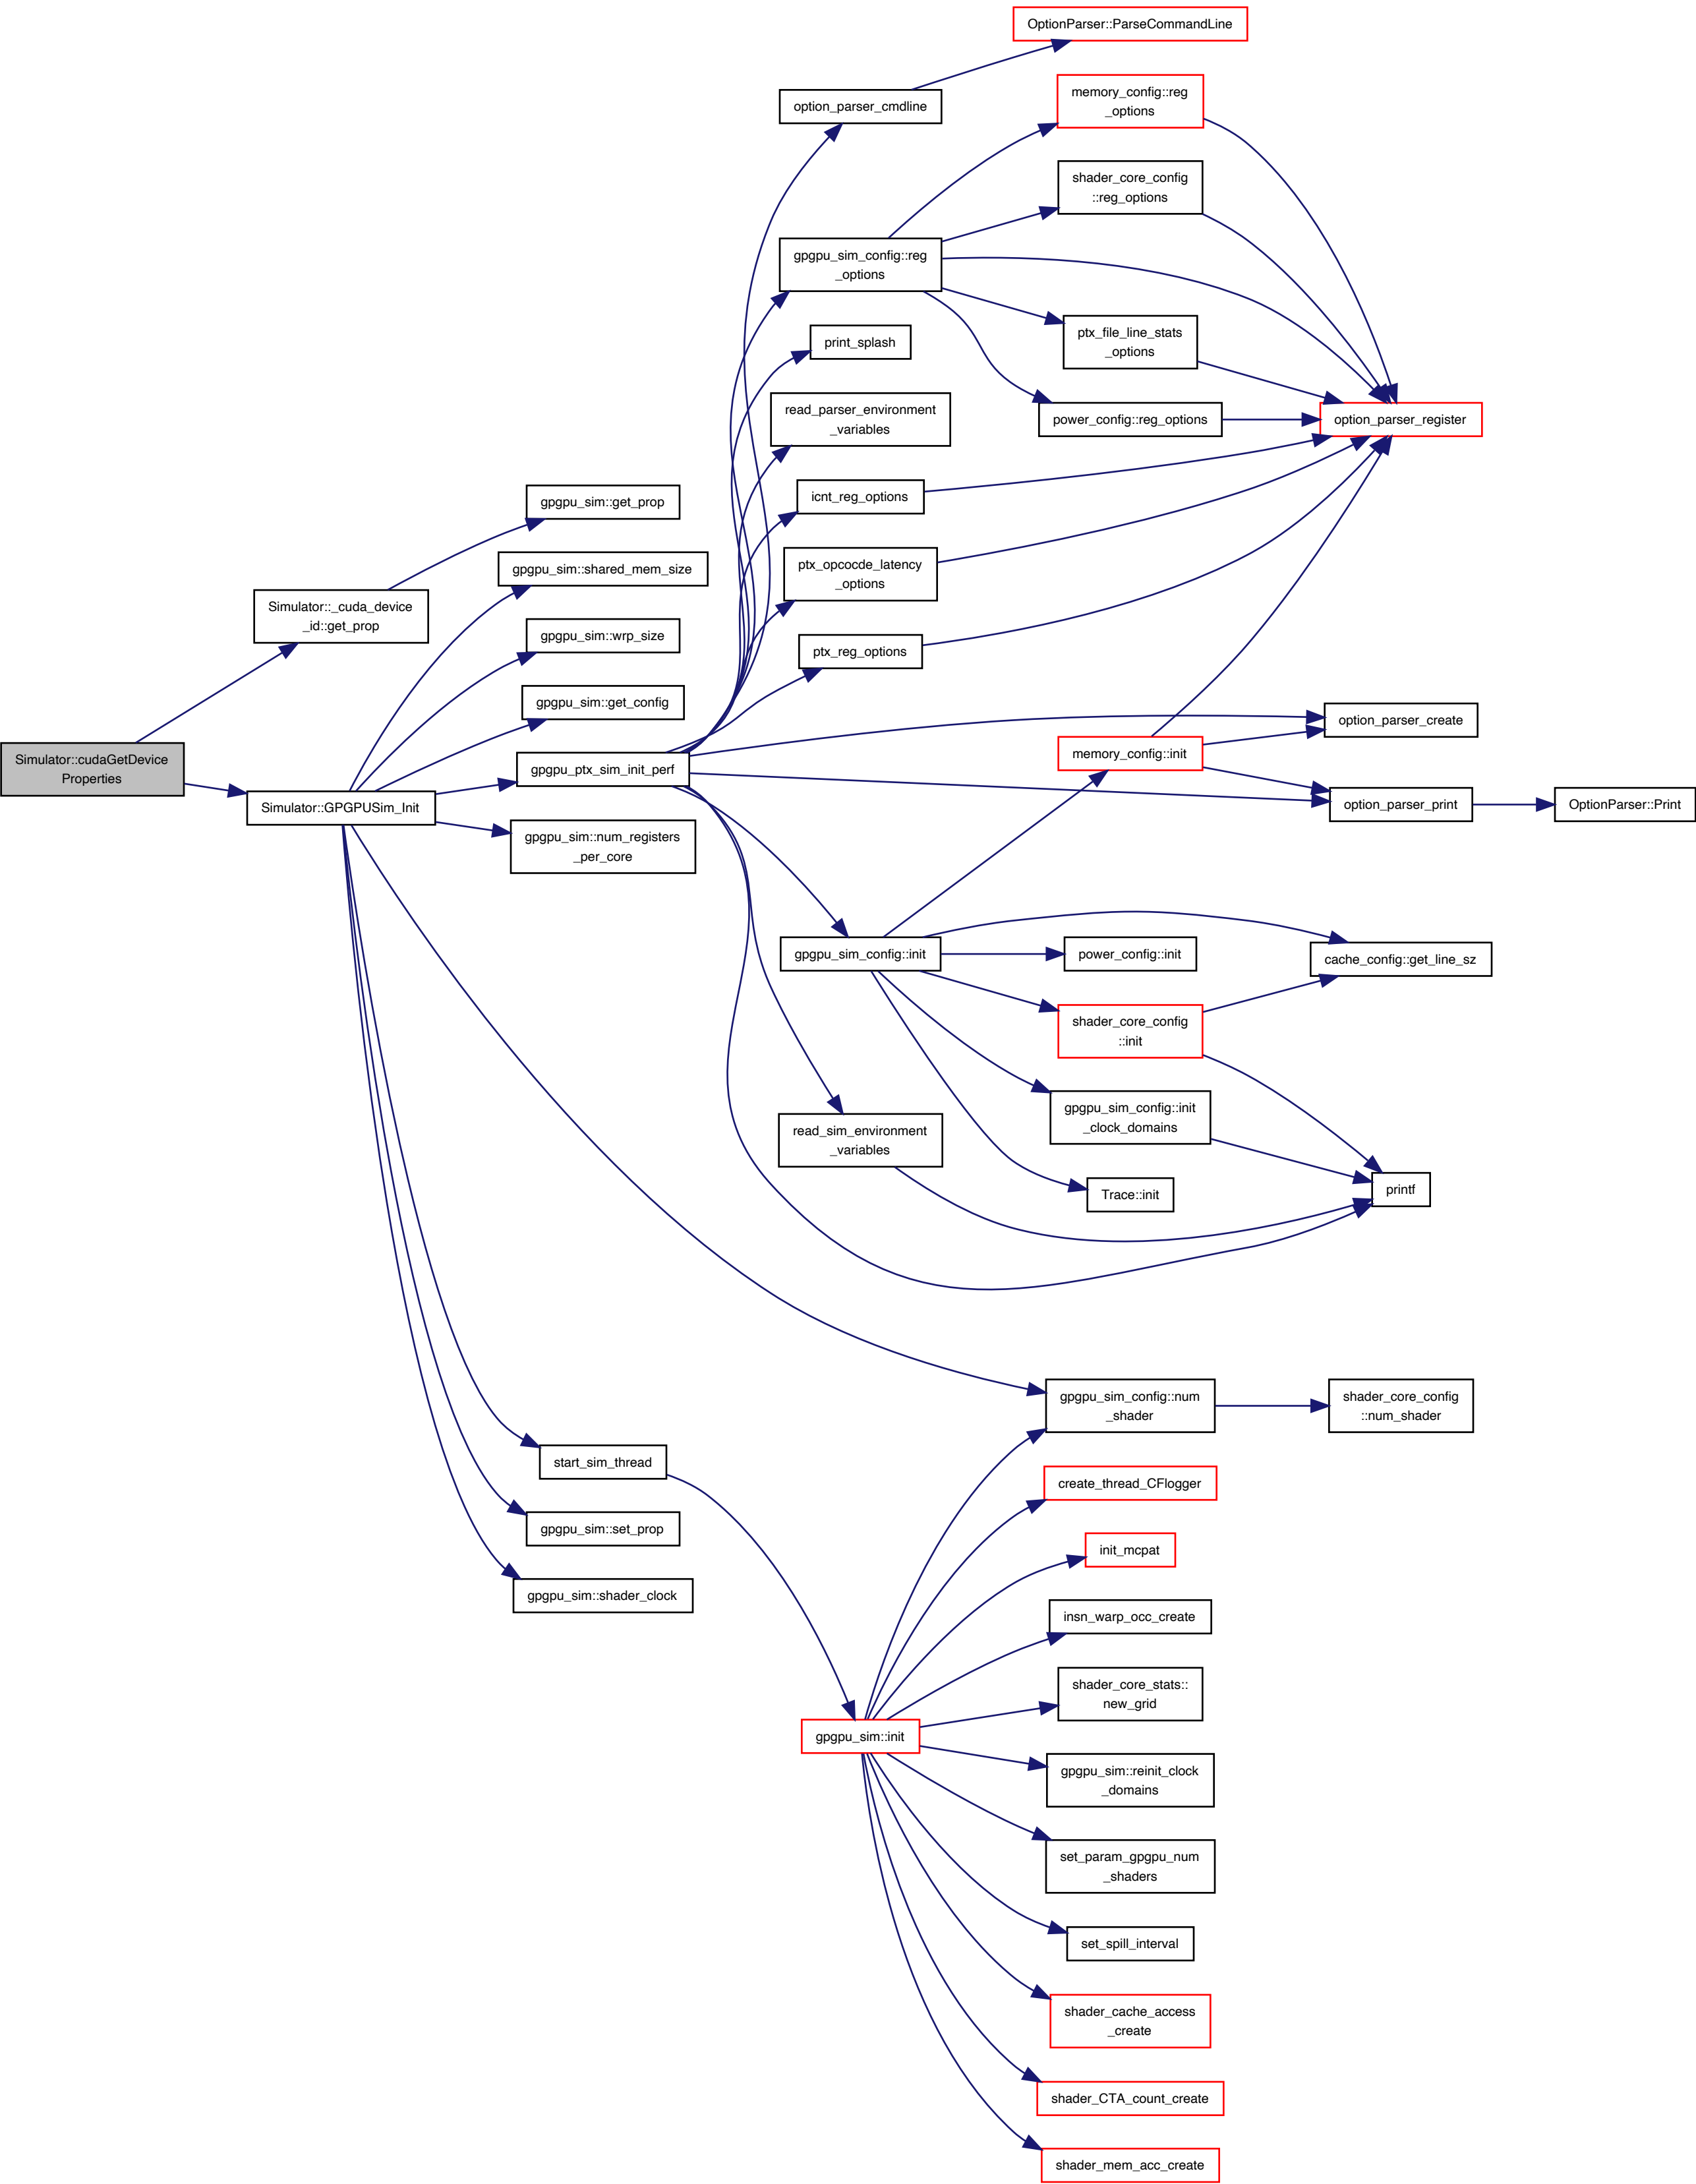 OptionParser::ParseCommandLine
memory_config::reg
_options
option_parser_cmdline
shader_core_config
::reg_options
gpgpu_sim_config::reg
_options
ptx_file_line_stats
_options
print_splash
read_parser_environment
_variables
power_config::reg_options
option_parser_register
gpgpu_sim::get_prop
icnt_reg_options
gpgpu_sim::shared_mem_size
ptx_opcocde_latency
_options
Simulator::_cuda_device
_id::get_prop
gpgpu_sim::wrp_size
ptx_reg_options
gpgpu_sim::get_config
option_parser_create
Simulator::cudaGetDevice
Properties
gpgpu_ptx_sim_init_perf
memory_config::init
Simulator::GPGPUSim_Init
option_parser_print
OptionParser::Print
gpgpu_sim::num_registers
_per_core
gpgpu_sim_config::init
power_config::init
cache_config::get_line_sz
shader_core_config
::init
gpgpu_sim_config::init
_clock_domains
read_sim_environment
_variables
Trace::init
printf
gpgpu_sim_config::num
_shader
shader_core_config
::num_shader
start_sim_thread
create_thread_CFlogger
gpgpu_sim::set_prop
init_mcpat
gpgpu_sim::shader_clock
insn_warp_occ_create
shader_core_stats::
new_grid
gpgpu_sim::init
gpgpu_sim::reinit_clock
_domains
set_param_gpgpu_num
_shaders
set_spill_interval
shader_cache_access
_create
shader_CTA_count_create
shader_mem_acc_create